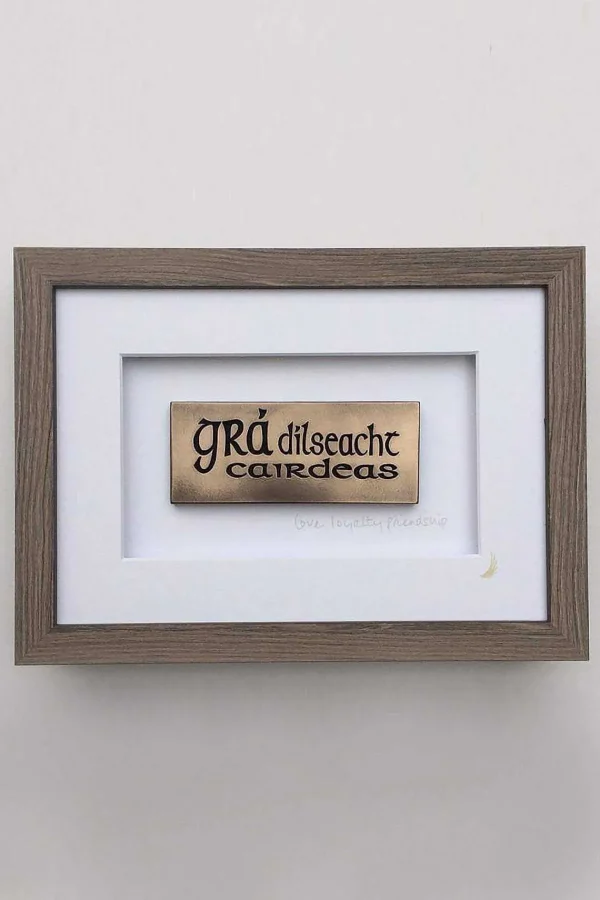 grá dílseacht
cairdeas
love loyalty friendship